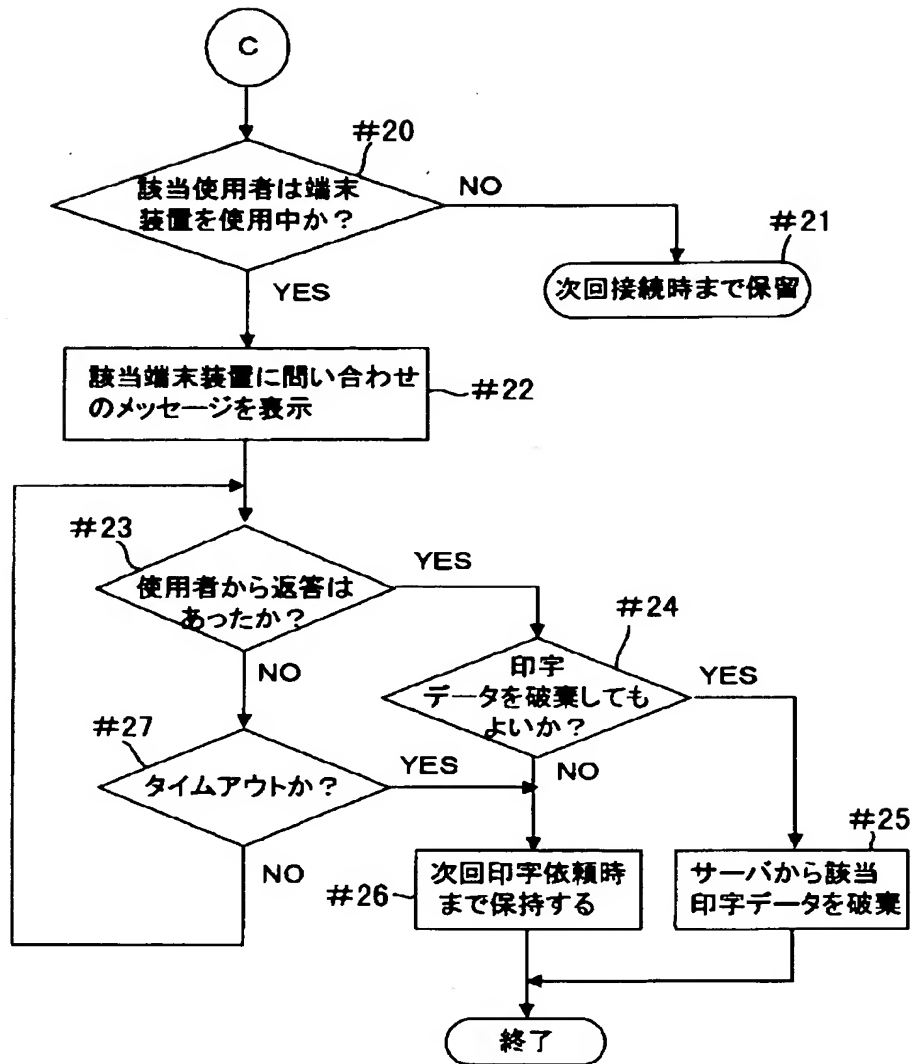 C
#20
該当使用者は端末
装置を使用中か？
NO
YES
#21
次回接続時まで保留
該当端末装置に問い合わせ
のメッセージを表示
#22
#23
使用者から返答は
あったか？
YES
NO
#24
印字
データを破棄しても
よいか？
YES
NO
#27
タイムアウトか？
YES
NO
#26
次回印字依頼時
まで保持する
#25
サーバから該当
印字データを破棄
終了